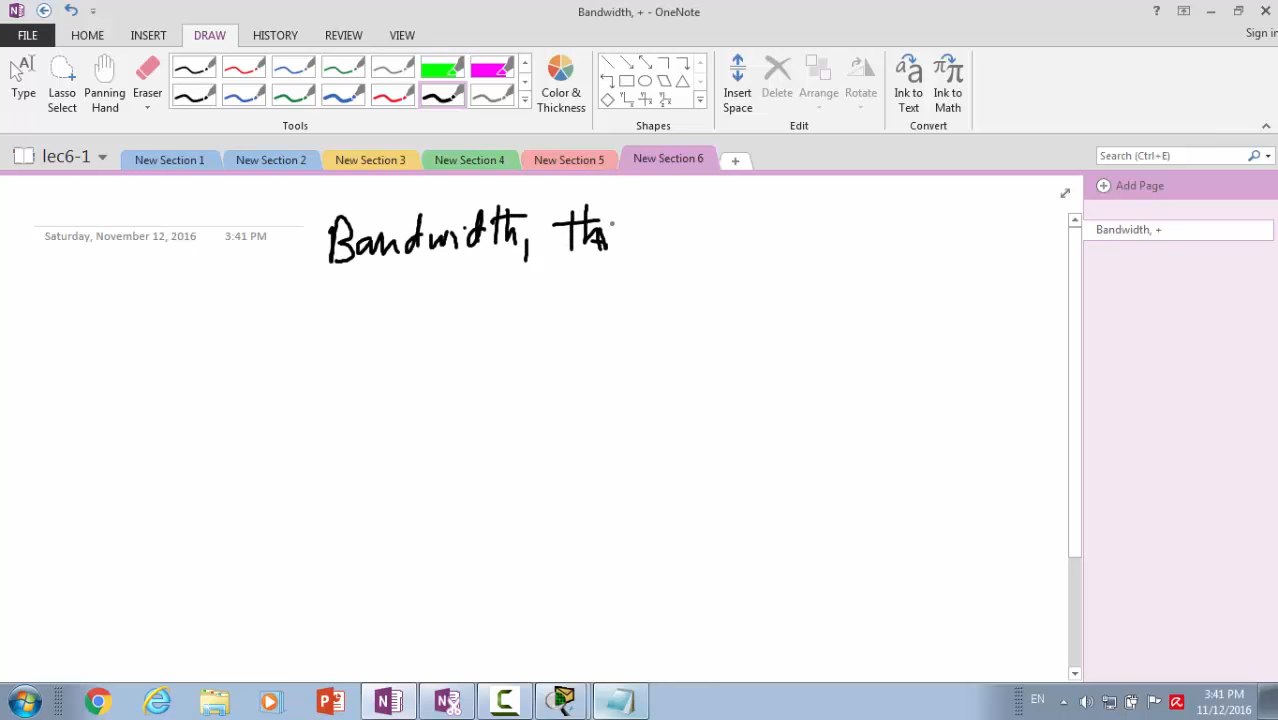 Bandwidth, + - OneNote
FILE HOME INSERT DRAW HISTORY REVIEW VIEW
Sign in
Type Lasso Select Panning Hand Eraser
Color & Thickness
Insert Space Delete Arrange Rotate
Ink to Text Ink to Math
Tools Shapes Edit Convert
lec6-1 New Section 1 New Section 2 New Section 3 New Section 4 New Section 5 New Section 6
Search (Ctrl+E)
Add Page
Bandwidth, +
Saturday, November 12, 2016 3:41 PM
Bandwidth,
EN
3:41 PM
11/12/2016